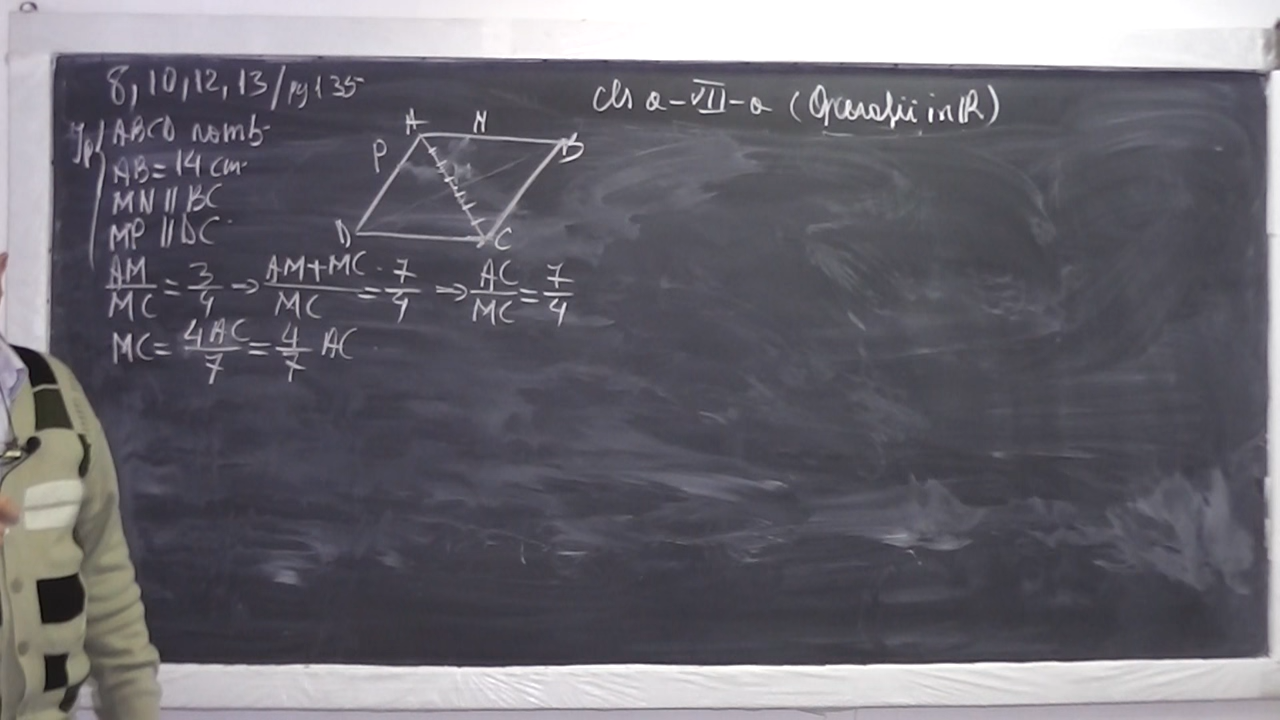 8, 10, 12, 13 / pg 135
cls a-VII-a (Operații in ℝ)
Ip/ ABCD romb
AB = 14 cm
MN || BC
MP || DC
A N B
P M
D C
AM/MC = 3/4 → AM+MC/MC = 7/4 → AC/MC = 7/4
MC = 4AC/7 = 4/7 AC